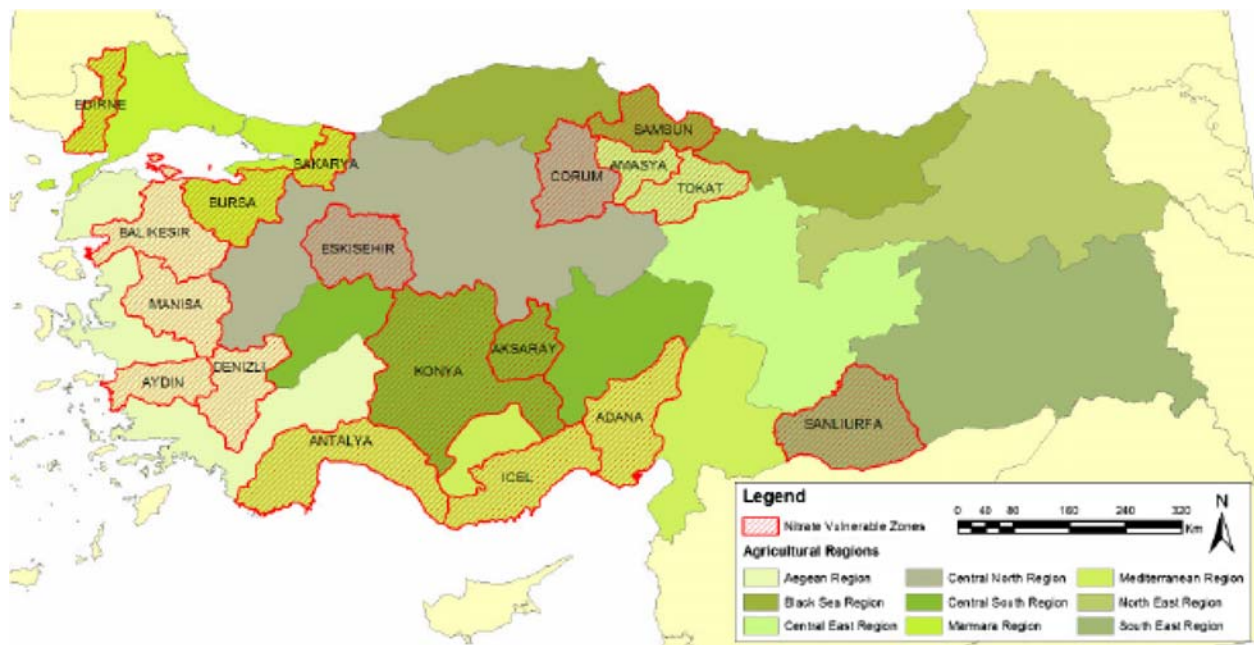 EDIRNE
SAKARYA
BURSA
BALIKESIR
MANISA
AYDIN
DENIZLI
ESKISEHIR
CORUM
SAMSUN
AMASYA
TOKAT
KONYA
AKSARAY
ANTALYA
ICEL
ADANA
SANLIURFA
Legend
Nitrate Vulnerable Zones
0 20 40 80 160 240 320
Km
N
Agricultural Regions
Aegean Region
Black Sea Region
Central East Region
Central North Region
Central South Region
Marmara Region
Mediterranean Region
North East Region
South East Region